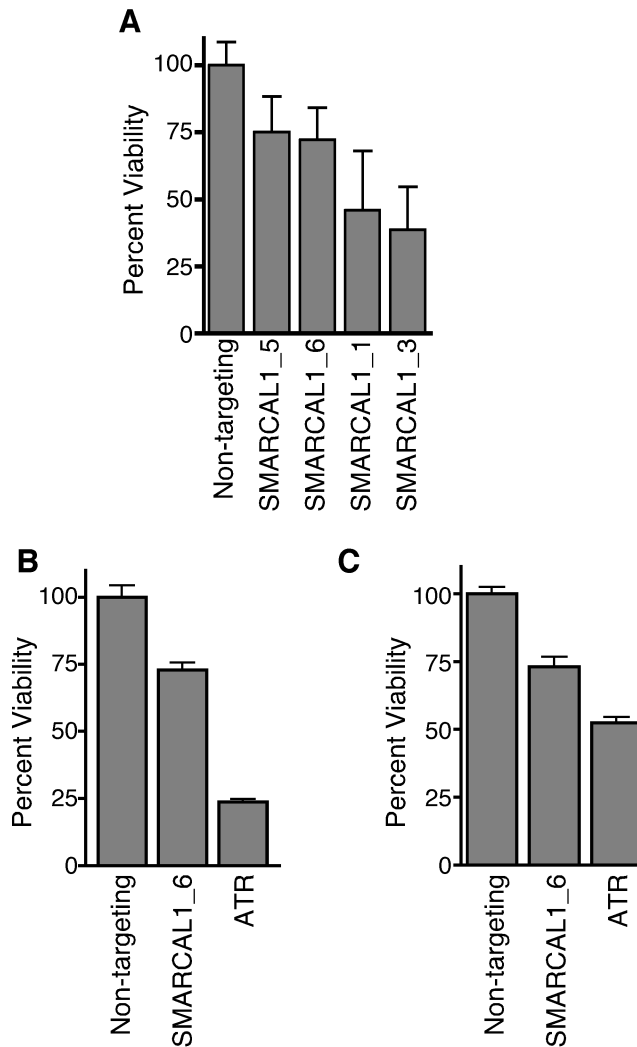 A
Percent Viability
100
75
50
25
0
Non-targeting
SMARCAL1_5
SMARCAL1_6
SMARCAL1_1
SMARCAL1_3
B
Percent Viability
100
75
50
25
0
Non-targeting
SMARCAL1_6
ATR
C
Percent Viability
100
75
50
25
0
Non-targeting
SMARCAL1_6
ATR